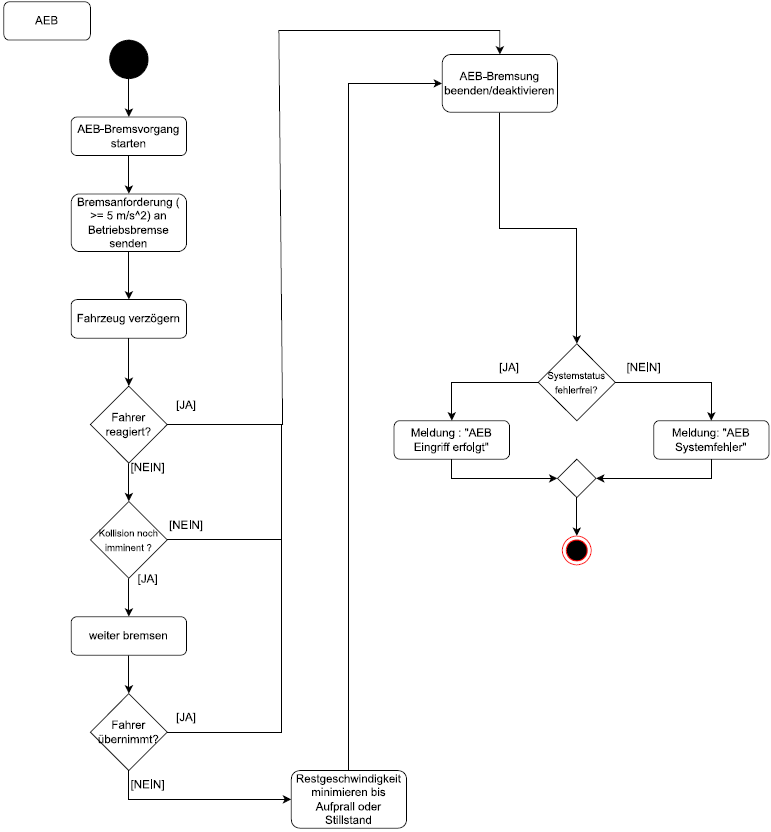 AEB
AEB-Bremsvorgang
starten
Bremsanforderung (
>= 5 m/s^2) an
Betriebsbremse
senden
Fahrzeug verzögern
Fahrer
reagiert?
[JA]
[NEIN]
Kollision noch
imminent ?
[NEIN]
[JA]
weiter bremsen
Fahrer
übernimmt?
[JA]
[NEIN]
Restgeschwindigkeit
minimieren bis
Aufprall oder
Stillstand
AEB-Bremsung
beenden/deaktivieren
Systemstatus
fehlerfrei?
[JA]
[NEIN]
Meldung : "AEB
Eingriff erfolgt"
Meldung: "AEB
Systemfehler"